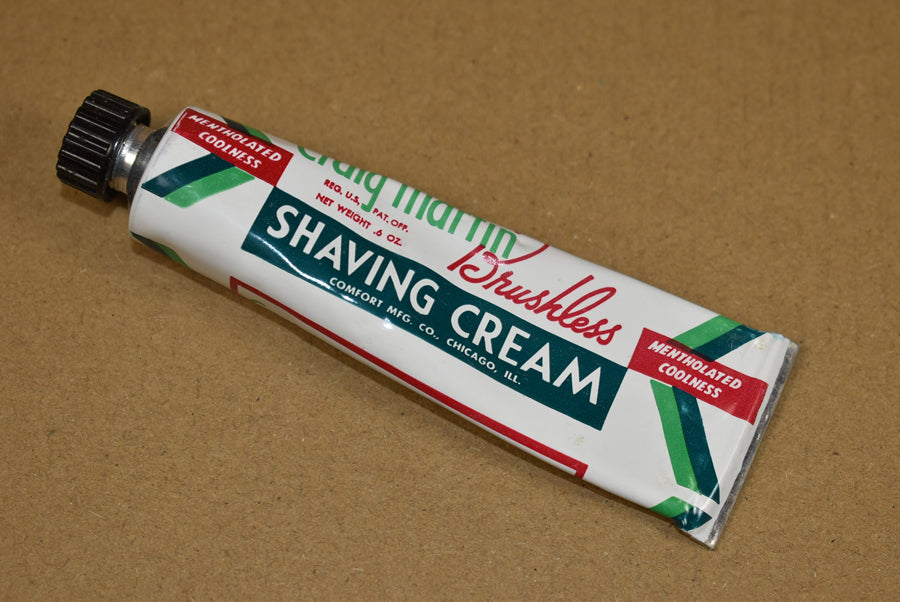 MENTHOLATED
COOLNESS
Craig Martin
REG. U.S. PAT. OFF.
NET WEIGHT .6 OZ.
Brushless
SHAVING CREAM
COMFORT MFG. CO., CHICAGO, ILL.
MENTHOLATED
COOLNESS